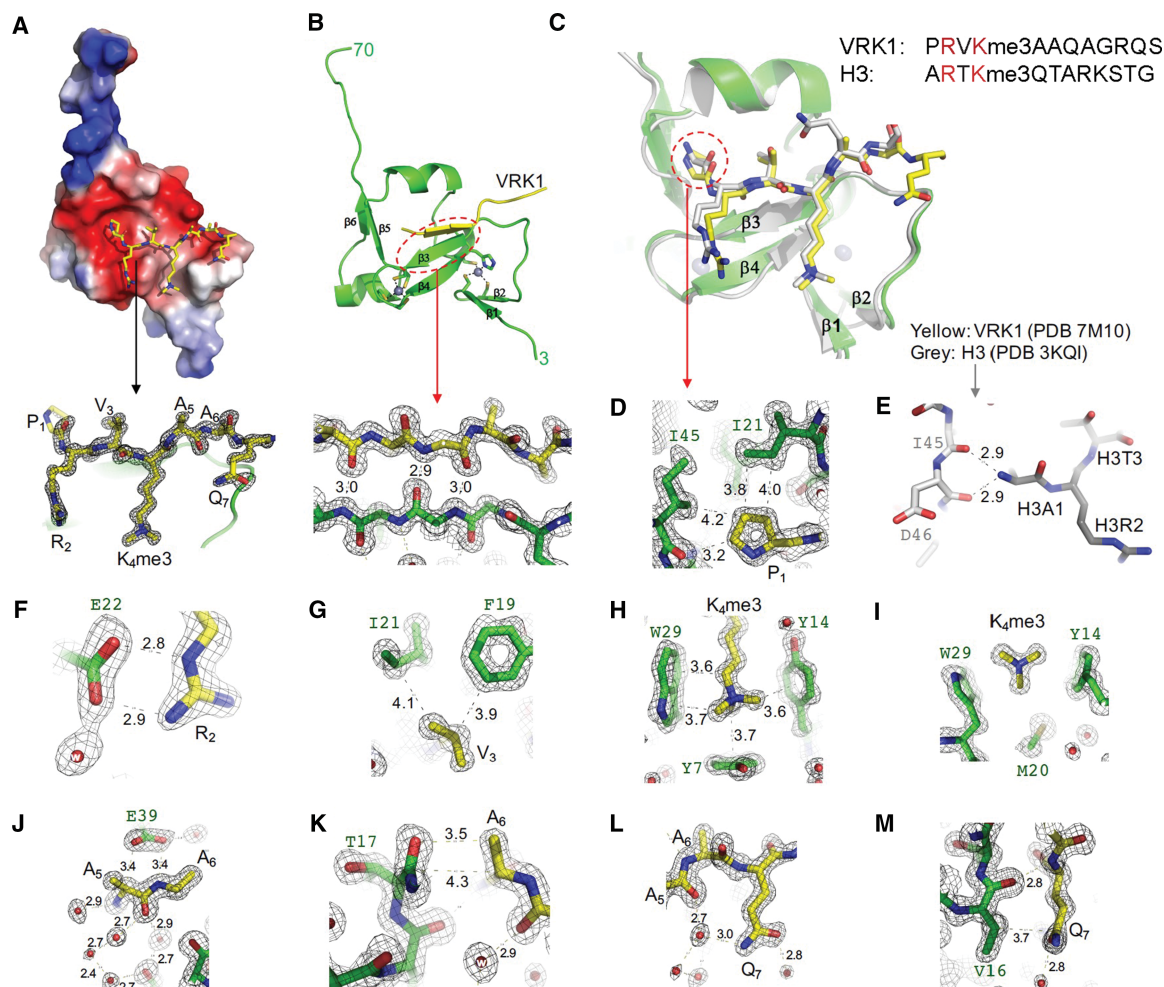 A
B
C
VRK1: PRVKme3AAQAGRQS
H3: ARTKme3QTARKSTG
70
VRK1
β6
β5
β3
β4
β2
β1
3
β3
β4
β2
β1
Yellow: VRK1 (PDB 7M10)
Grey: H3 (PDB 3KQI)
P1
V3
A5
A6
R2
K4me3
Q7
2.9
3.0
3.0
D
I45
I21
3.8
4.0
4.2
3.2
P1
E
I45
2.9
2.9
H3T3
H3A1
H3R2
D46
F
E22
2.8
2.9
R2
W
G
I21
F19
4.1
3.9
V3
H
K4me3
W29
Y14
3.6
3.7
3.6
3.7
Y7
I
K4me3
W29
Y14
M20
J
E39
3.4
3.4
A5
A6
2.9
2.7
2.9
2.7
2.4
2.7
2.7
K
T17
A6
3.5
4.3
2.9
W
L
A6
A5
2.7
3.0
2.8
Q7
M
2.8
3.7
Q7
V16
2.8